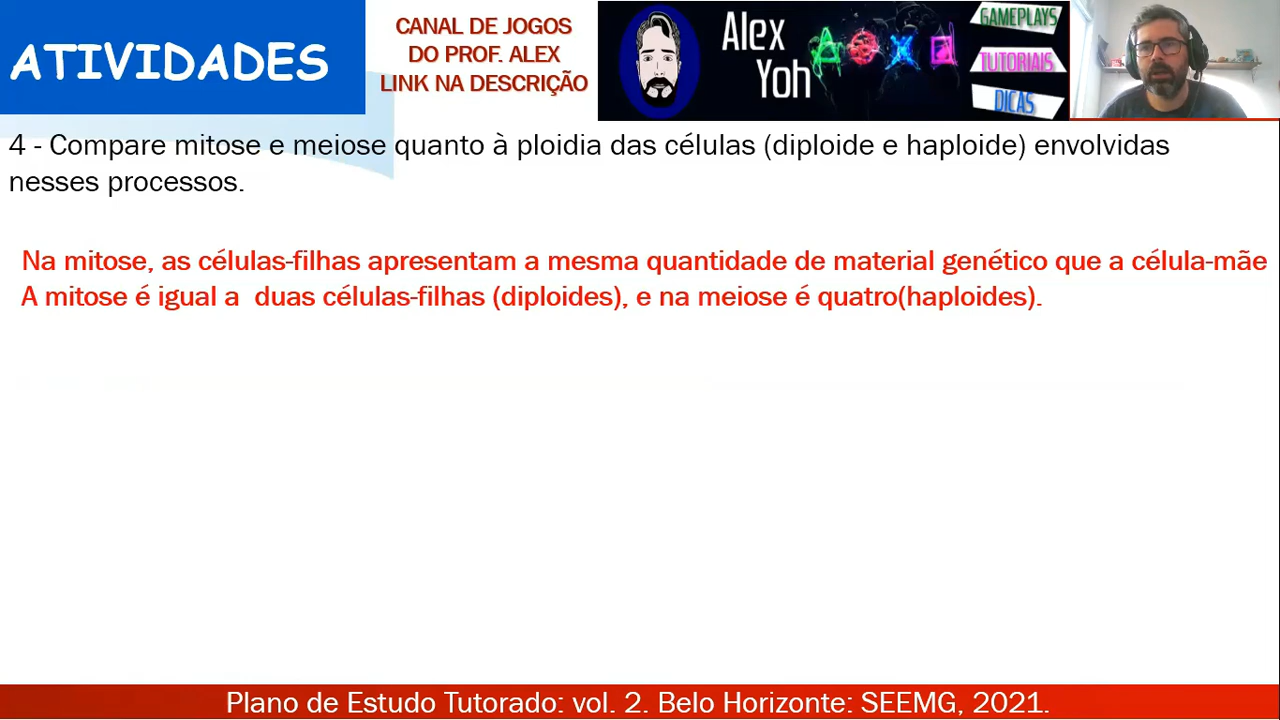 ATIVIDADES
CANAL DE JOGOS
DO PROF. ALEX
LINK NA DESCRIÇÃO
Alex
Yoh
GAMEPLAYS
TUTORIAIS
DICAS
4 - Compare mitose e meiose quanto à ploidia das células (diploide e haploide) envolvidas
nesses processos.
Na mitose, as células-filhas apresentam a mesma quantidade de material genético que a célula-mãe
A mitose é igual a  duas células-filhas (diploides), e na meiose é quatro(haploides).
Plano de Estudo Tutorado: vol. 2. Belo Horizonte: SEEMG, 2021.